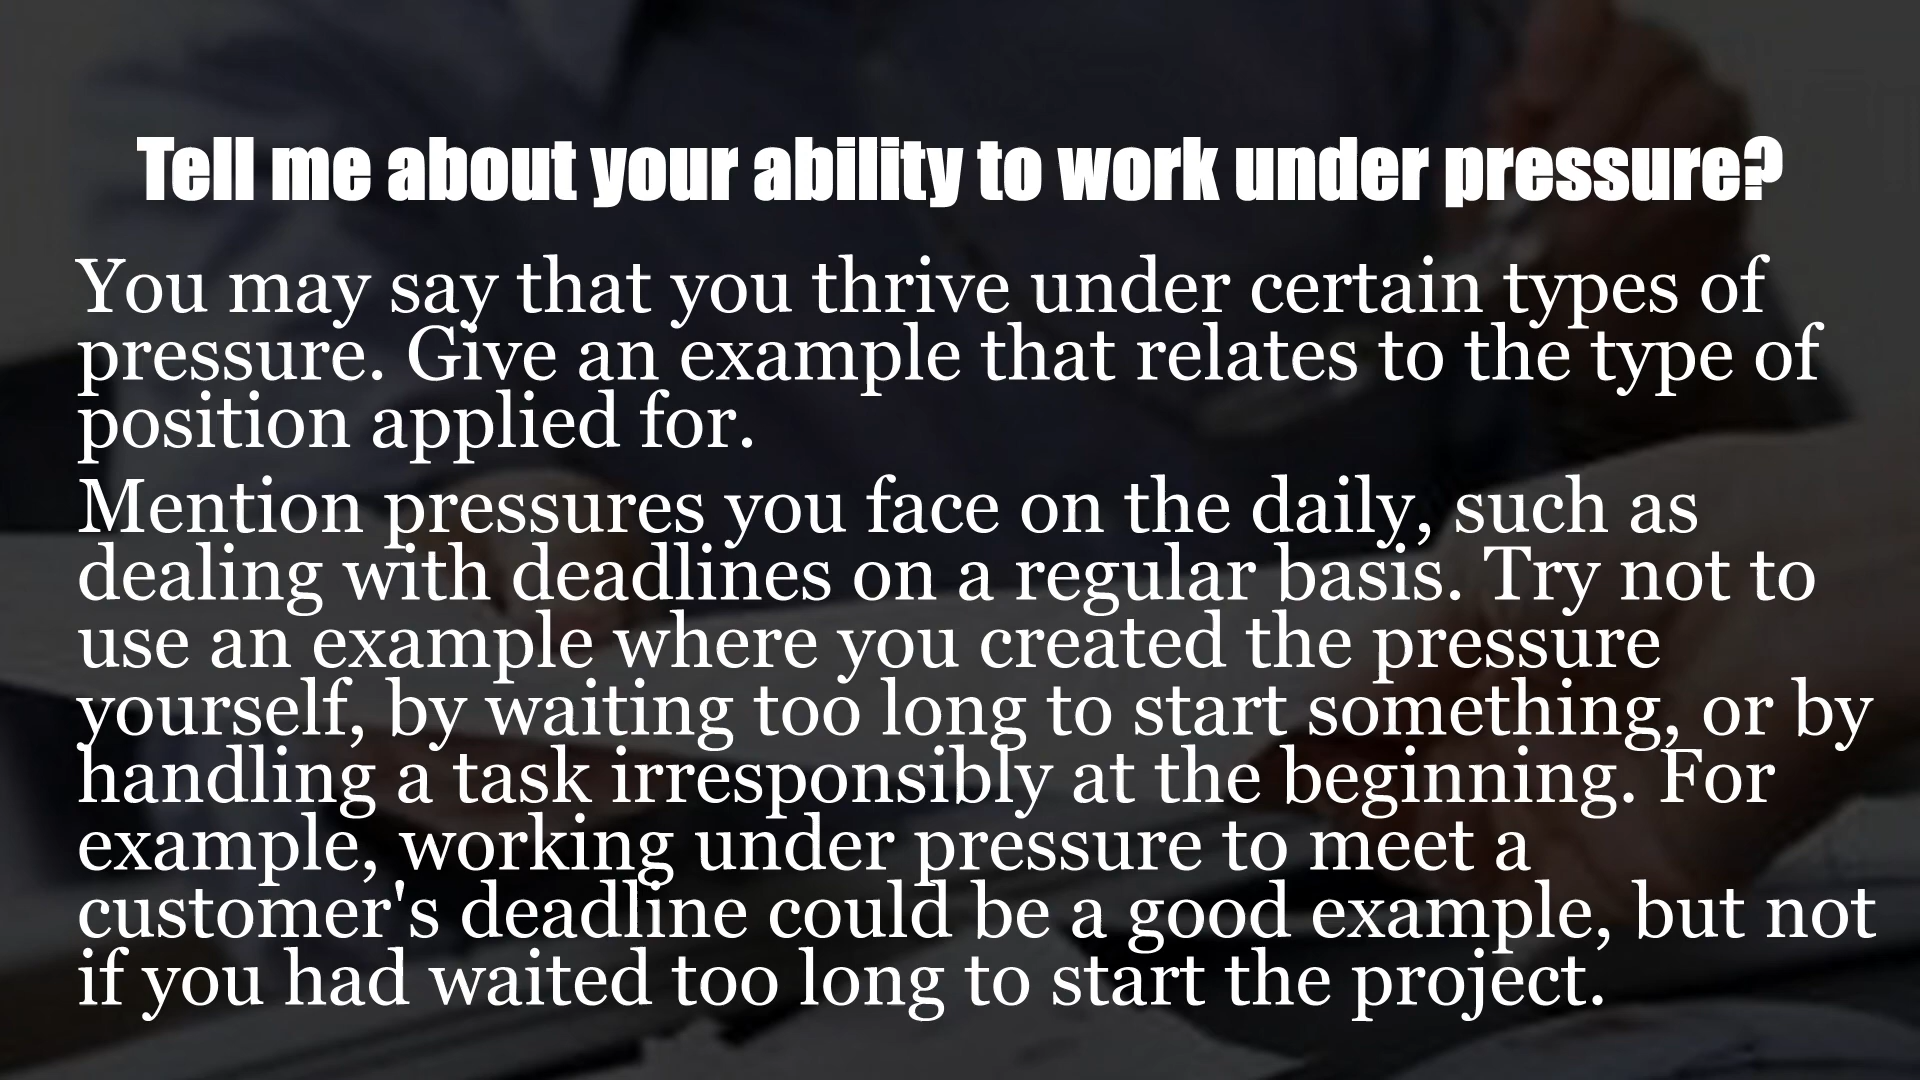 Tell me about your ability to work under pressure?
You may say that you thrive under certain types of
pressure. Give an example that relates to the type of
position applied for.
Mention pressures you face on the daily, such as
dealing with deadlines on a regular basis. Try not to
use an example where you created the pressure
yourself, by waiting too long to start something, or by
handling a task irresponsibly at the beginning. For
example, working under pressure to meet a
customer's deadline could be a good example, but not
if you had waited too long to start the project.